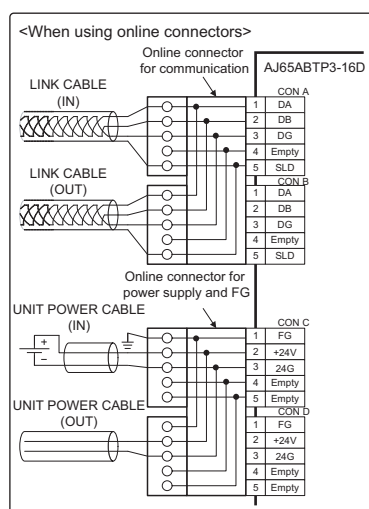 <When using online connectors>
Online connector
for communication
AJ65ABTP3-16D
LINK CABLE
(IN)
CON A
1 DA
2 DB
3 DG
4 Empty
5 SLD
LINK CABLE
(OUT)
CON B
1 DA
2 DB
3 DG
4 Empty
5 SLD
Online connector for
power supply and FG
UNIT POWER CABLE
(IN)
+
−
CON C
1 FG
2 +24V
3 24G
4 Empty
5 Empty
UNIT POWER CABLE
(OUT)
CON D
1 FG
2 +24V
3 24G
4 Empty
5 Empty